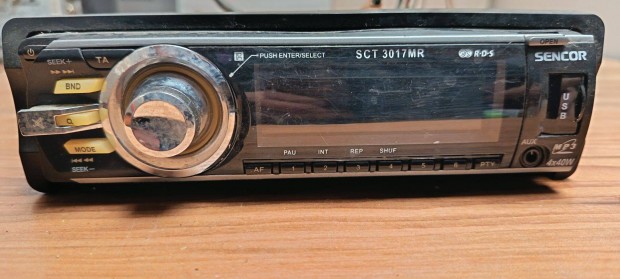 PUSH ENTER/SELECT
SCT 3017MR
R·D·S
OPEN
SENCOR
SEEK+
TA
BND
MODE
SEEK−
USB
AUX
MP3
4x40W
PAU
INT
REP
SHUF
AF
1
2
3
4
5
6
PTY